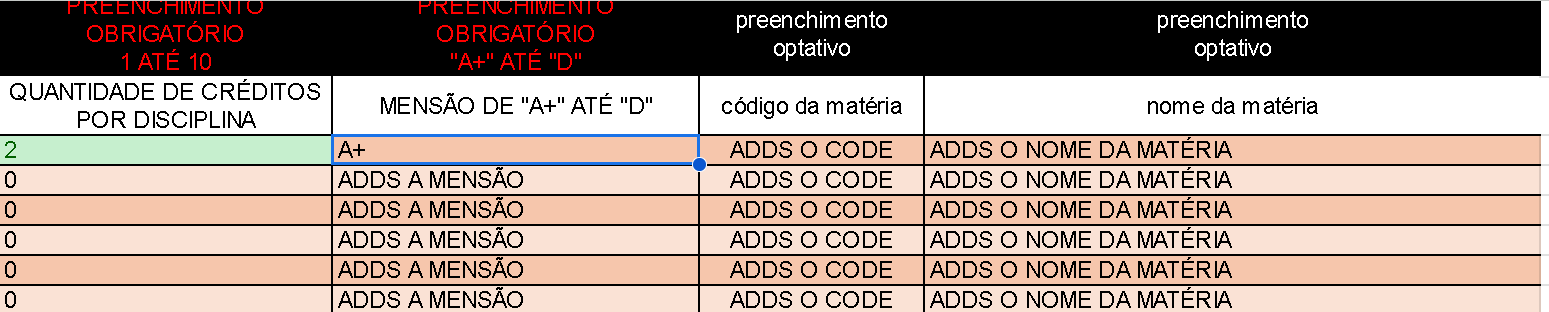 PREENCHIMENTO
OBRIGATÓRIO
1 ATÉ 10
PREENCHIMENTO
OBRIGATÓRIO
"A+" ATÉ "D"
preenchimento
optativo
preenchimento
optativo
QUANTIDADE DE CRÉDITOS
POR DISCIPLINA
MENSÃO DE "A+" ATÉ "D"
código da matéria
nome da matéria
2 A+ ADDS O CODE ADDS O NOME DA MATÉRIA
0 ADDS A MENSÃO ADDS O CODE ADDS O NOME DA MATÉRIA
0 ADDS A MENSÃO ADDS O CODE ADDS O NOME DA MATÉRIA
0 ADDS A MENSÃO ADDS O CODE ADDS O NOME DA MATÉRIA
0 ADDS A MENSÃO ADDS O CODE ADDS O NOME DA MATÉRIA
0 ADDS A MENSÃO ADDS O CODE ADDS O NOME DA MATÉRIA